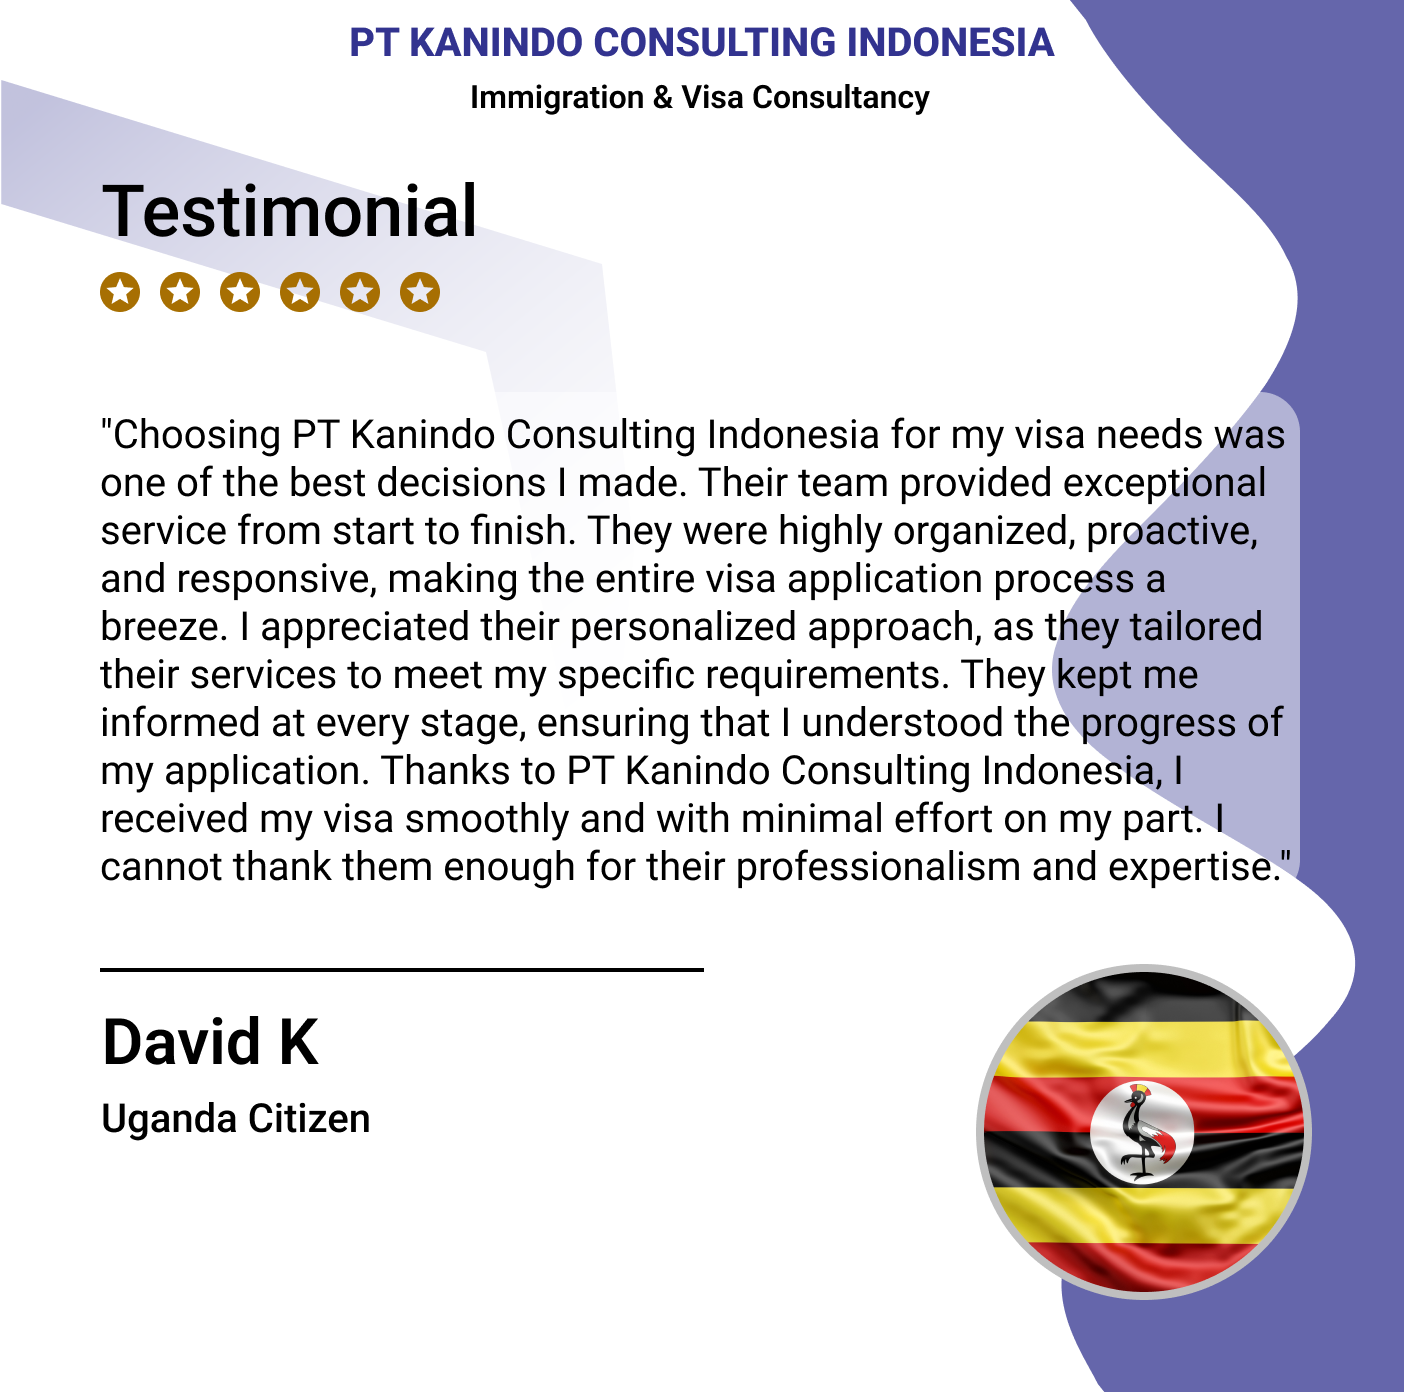 PT KANINDO CONSULTING INDONESIA
Immigration & Visa Consultancy
Testimonial
"Choosing PT Kanindo Consulting Indonesia for my visa needs was
one of the best decisions I made. Their team provided exceptional
service from start to finish. They were highly organized, proactive,
and responsive, making the entire visa application process a
breeze. I appreciated their personalized approach, as they tailored
their services to meet my specific requirements. They kept me
informed at every stage, ensuring that I understood the progress of
my application. Thanks to PT Kanindo Consulting Indonesia, I
received my visa smoothly and with minimal effort on my part. I
cannot thank them enough for their professionalism and expertise."
David K
Uganda Citizen